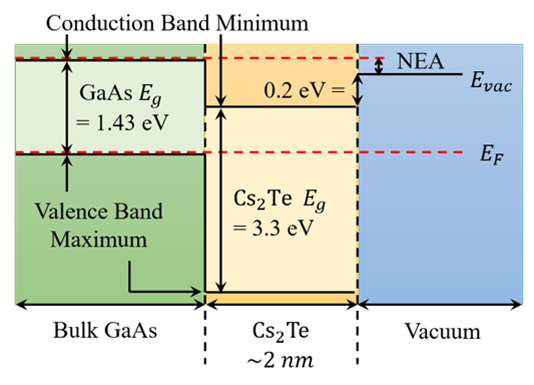 Conduction Band Minimum
NEA
GaAs E_g
= 1.43 eV
0.2 eV =
E_vac
E_F
Valence Band
Maximum
Cs₂Te E_g
= 3.3 eV
Bulk GaAs
Cs₂Te
~2 nm
Vacuum